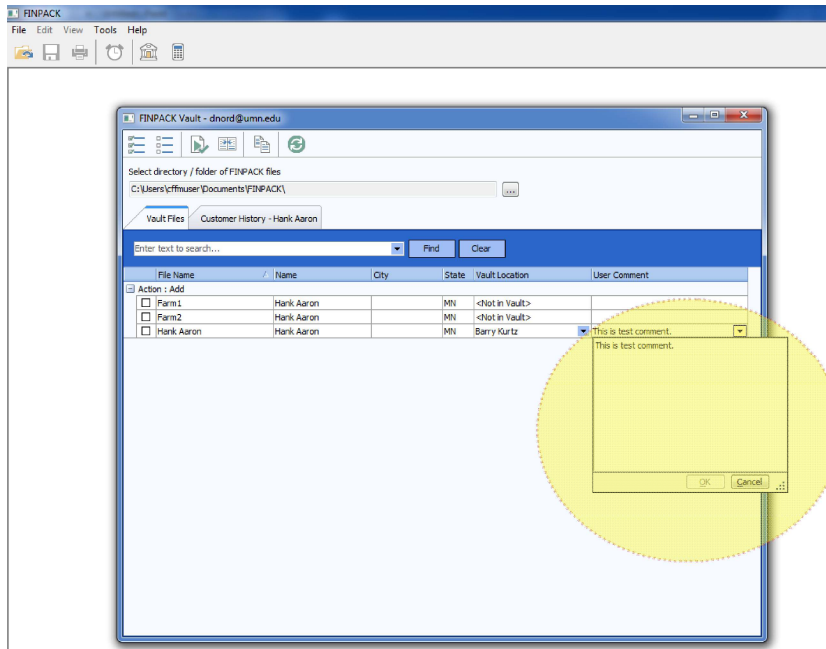 FINPACK
File Edit View Tools Help
FINPACK Vault - dnord@umn.edu
Select directory / folder of FINPACK files
C:\Users\cffmuser\Documents\FINPACK\
...
Vault Files Customer History - Hank Aaron
Enter text to search... Find Clear
File Name Name City State Vault Location User Comment
Action : Add
Farm1 Hank Aaron MN <Not in Vault>
Farm2 Hank Aaron MN <Not in Vault>
Hank Aaron Hank Aaron MN Barry Kurtz This is test comment.
This is test comment.
OK Cancel